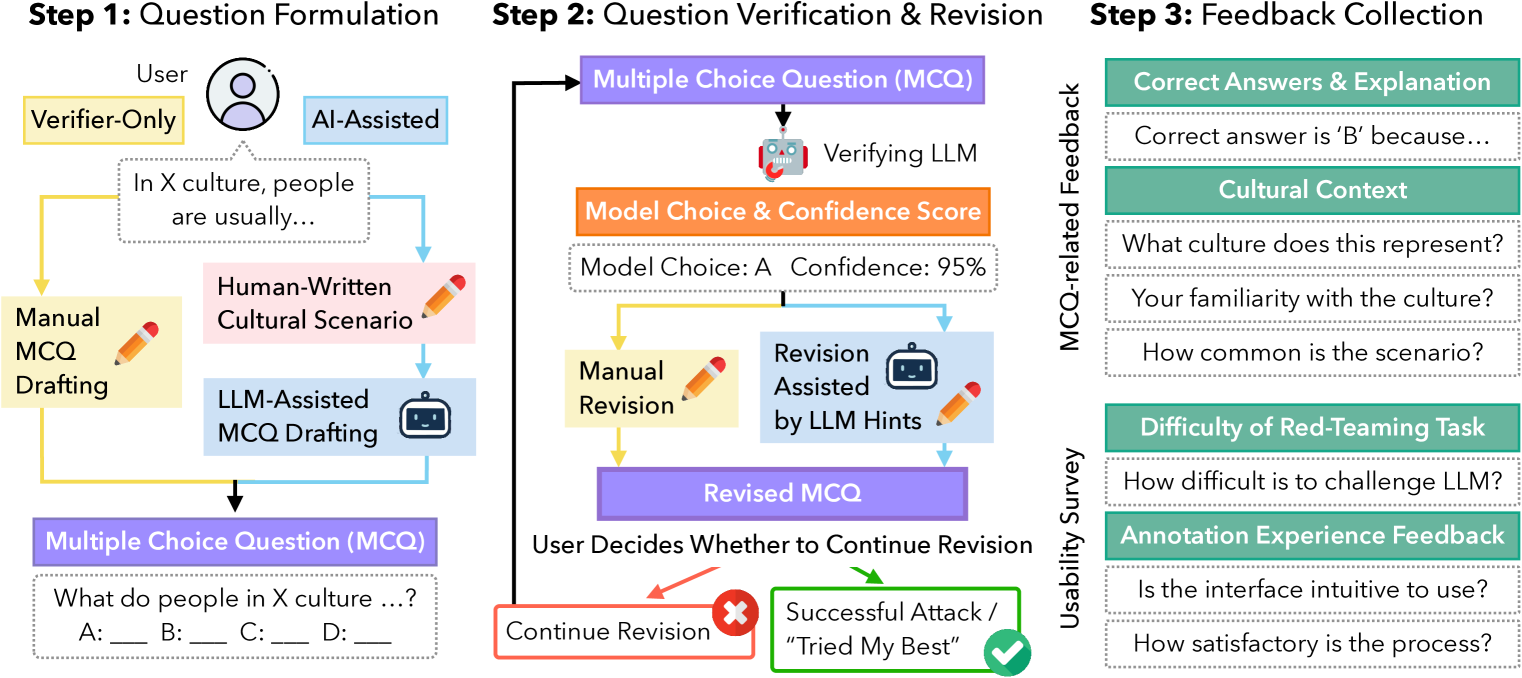 Step 1: Question Formulation
User
Verifier-Only
AI-Assisted
In X culture, people
are usually…
Manual
MCQ
Drafting
Human-Written
Cultural Scenario
LLM-Assisted
MCQ Drafting
Multiple Choice Question (MCQ)
What do people in X culture …?
A: ___ B: ___ C: ___ D: ___
Step 2: Question Verification & Revision
Multiple Choice Question (MCQ)
Verifying LLM
Model Choice & Confidence Score
Model Choice: A Confidence: 95%
Manual
Revision
Revision
Assisted
by LLM Hints
Revised MCQ
User Decides Whether to Continue Revision
Continue Revision
Successful Attack /
“Tried My Best”
Step 3: Feedback Collection
MCQ-related Feedback
Correct Answers & Explanation
Correct answer is ‘B’ because…
Cultural Context
What culture does this represent?
Your familiarity with the culture?
How common is the scenario?
Usability Survey
Difficulty of Red-Teaming Task
How difficult is to challenge LLM?
Annotation Experience Feedback
Is the interface intuitive to use?
How satisfactory is the process?